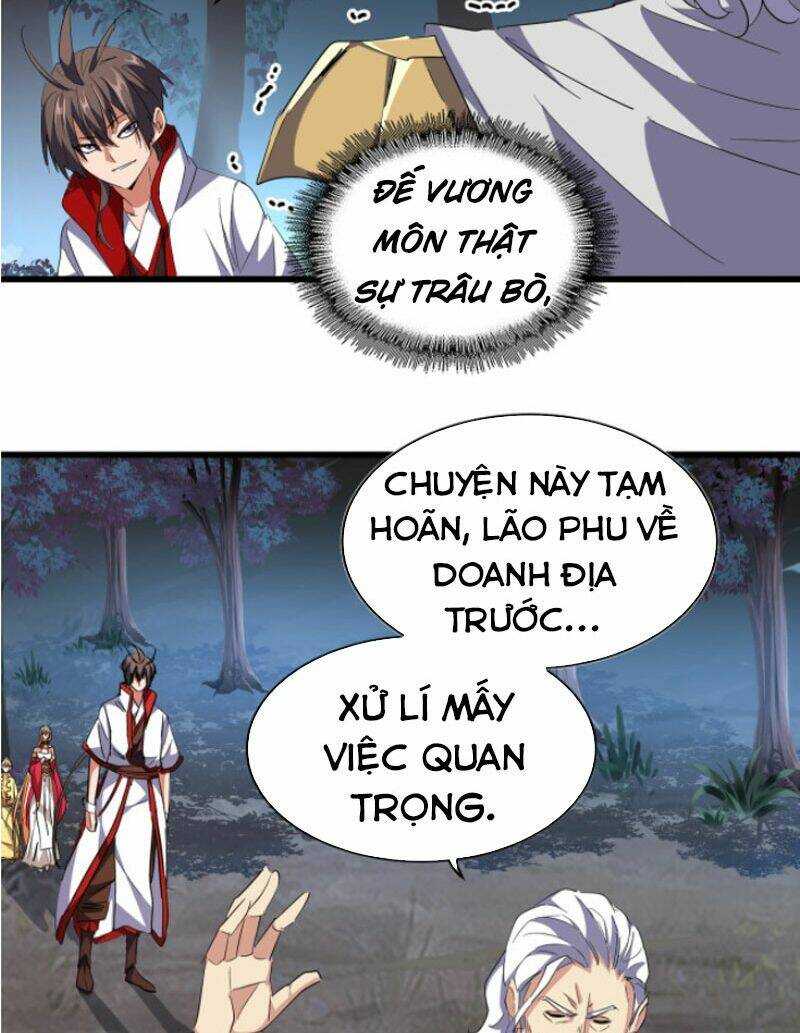 ĐẾ VƯƠNG
MÔN THẬT
SỰ TRÂU BÒ,
CHUYỆN NÀY TẠM
HOÃN, LÃO PHU VỀ
DOANH ĐỊA
TRƯỚC...
XỬ LÍ MẤY
VIỆC QUAN
TRỌNG.